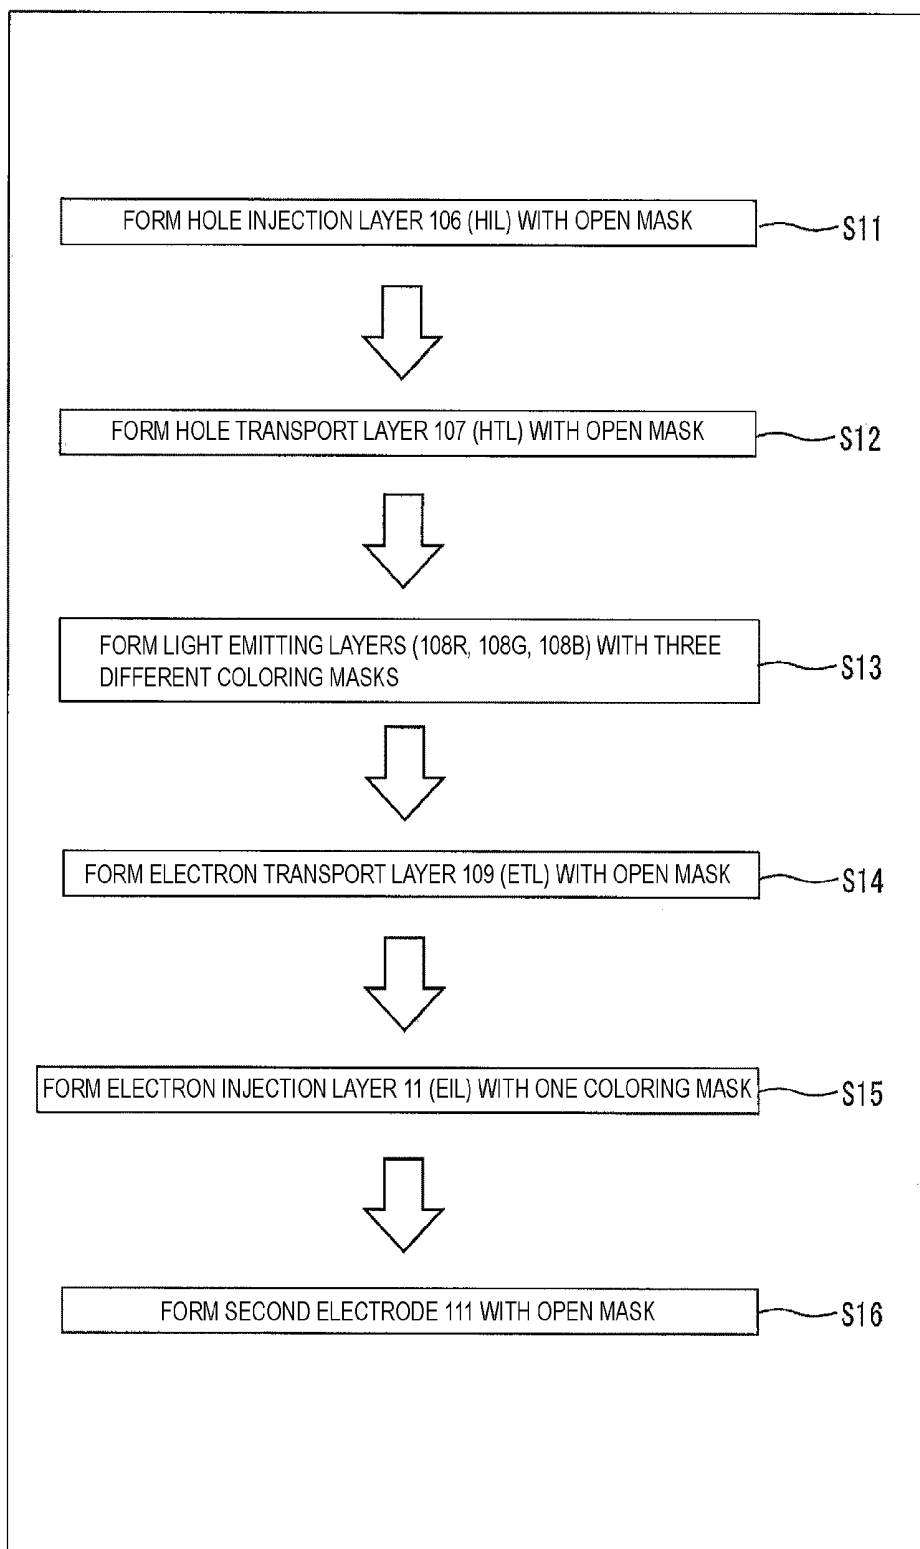 FORM HOLE INJECTION LAYER 106 (HIL) WITH OPEN MASK
S11
FORM HOLE TRANSPORT LAYER 107 (HTL) WITH OPEN MASK
S12
FORM LIGHT EMITTING LAYERS (108R, 108G, 108B) WITH THREE
DIFFERENT COLORING MASKS
S13
FORM ELECTRON TRANSPORT LAYER 109 (ETL) WITH OPEN MASK
S14
FORM ELECTRON INJECTION LAYER 11 (EIL) WITH ONE COLORING MASK
S15
FORM SECOND ELECTRODE 111 WITH OPEN MASK
S16